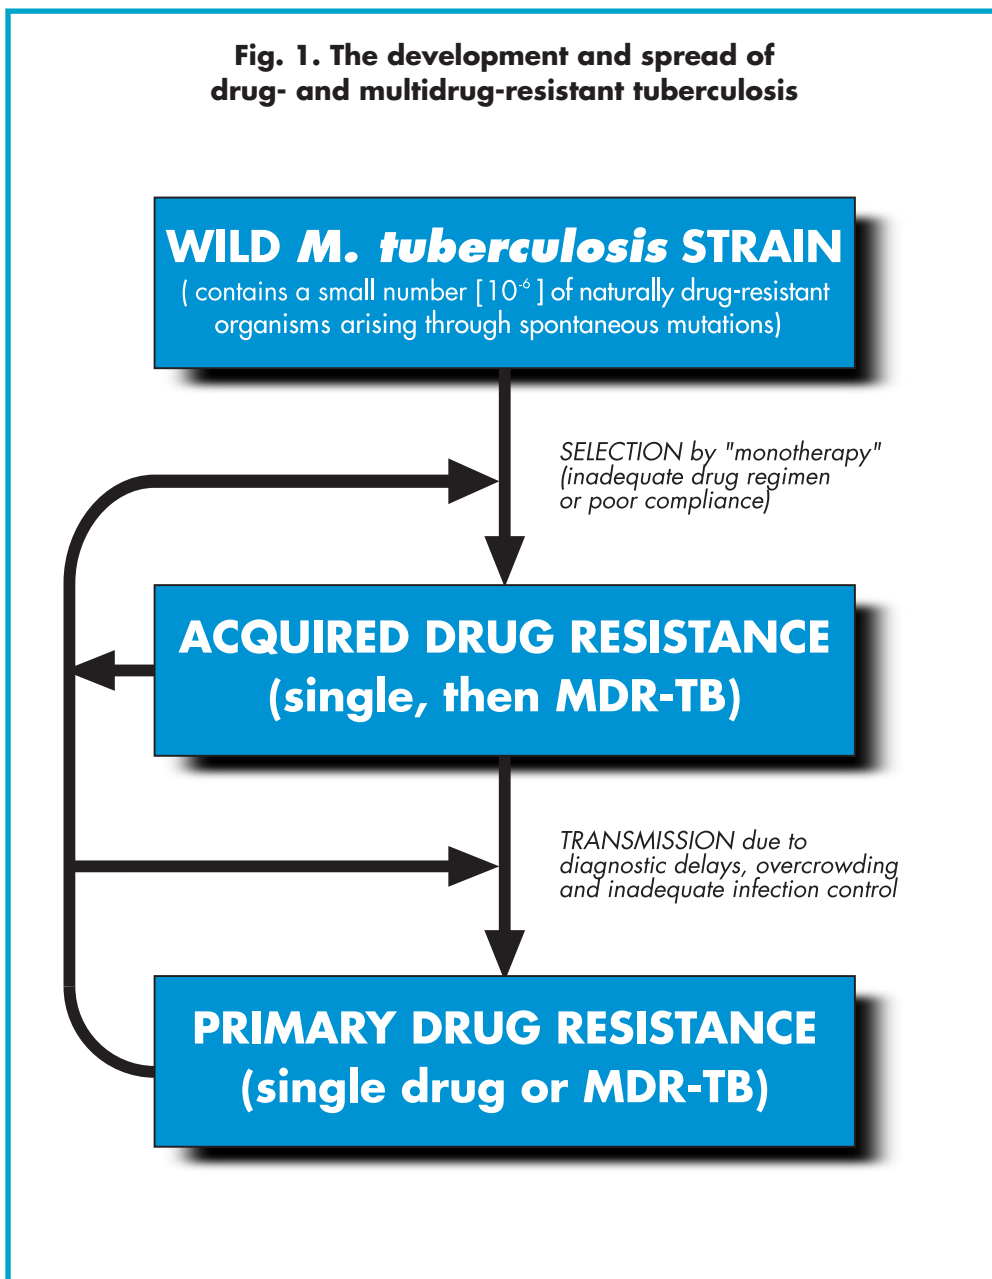 Fig. 1. The development and spread of
drug- and multidrug-resistant tuberculosis
WILD M. tuberculosis STRAIN
( contains a small number [10⁻⁶] of naturally drug-resistant
organisms arising through spontaneous mutations)
SELECTION by "monotherapy"
(inadequate drug regimen
or poor compliance)
ACQUIRED DRUG RESISTANCE
(single, then MDR-TB)
TRANSMISSION due to
diagnostic delays, overcrowding
and inadequate infection control
PRIMARY DRUG RESISTANCE
(single drug or MDR-TB)